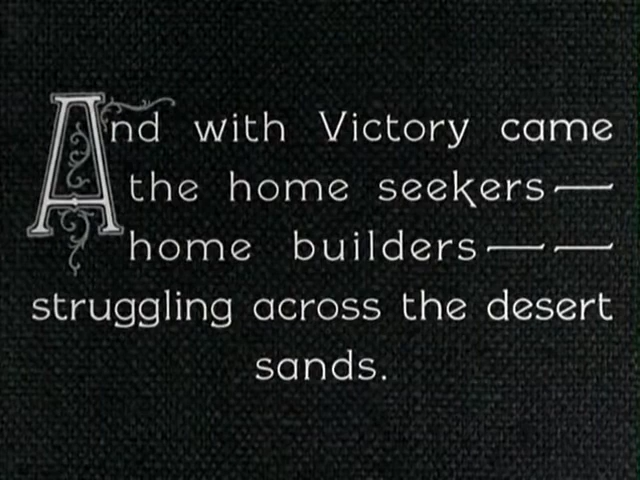 And with Victory came
the home seekers—
home builders— —
struggling across the desert
sands.